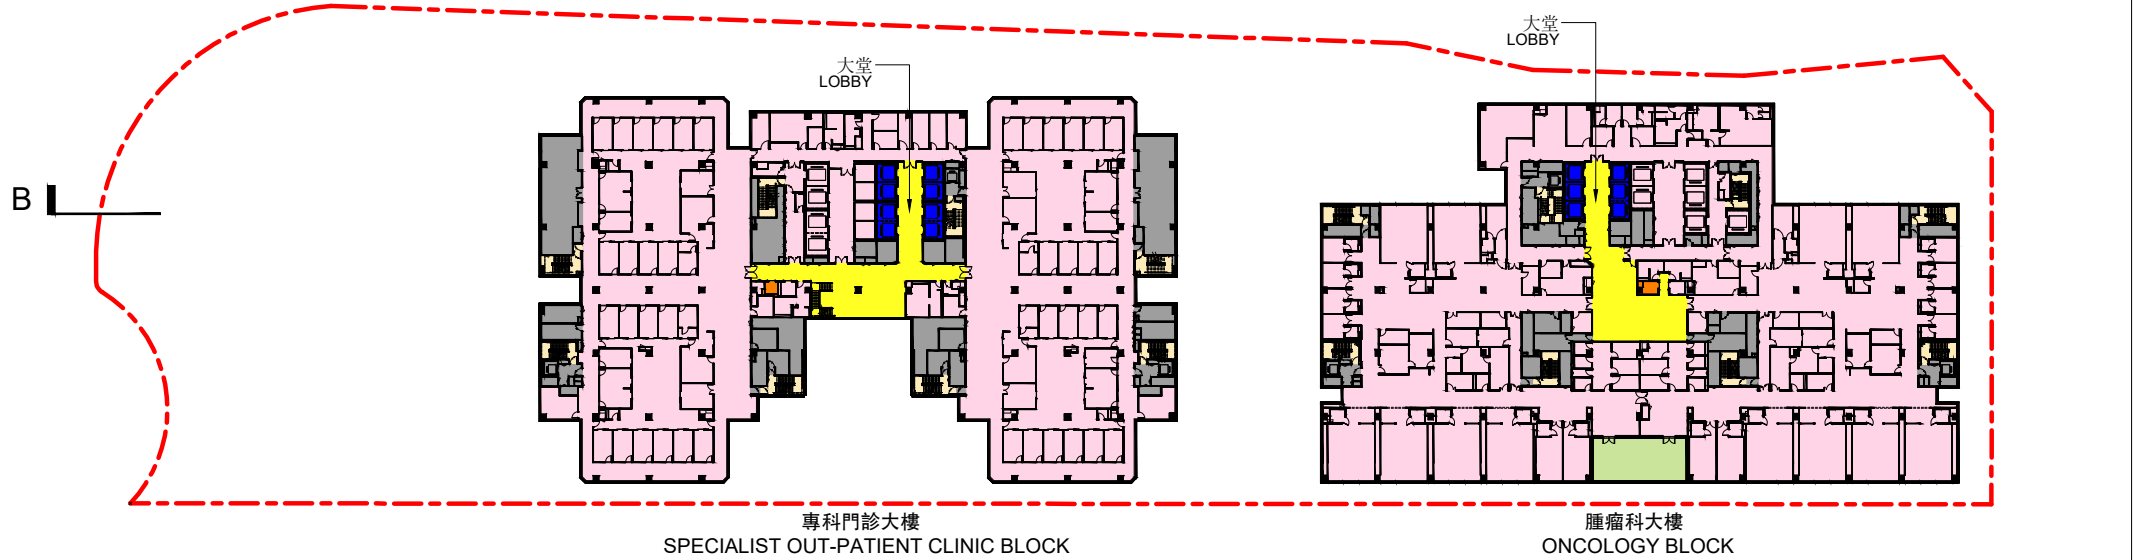 大堂
LOBBY
大堂
LOBBY
B
專科門診大樓
SPECIALIST OUT-PATIENT CLINIC BLOCK
腫瘤科大樓
ONCOLOGY BLOCK